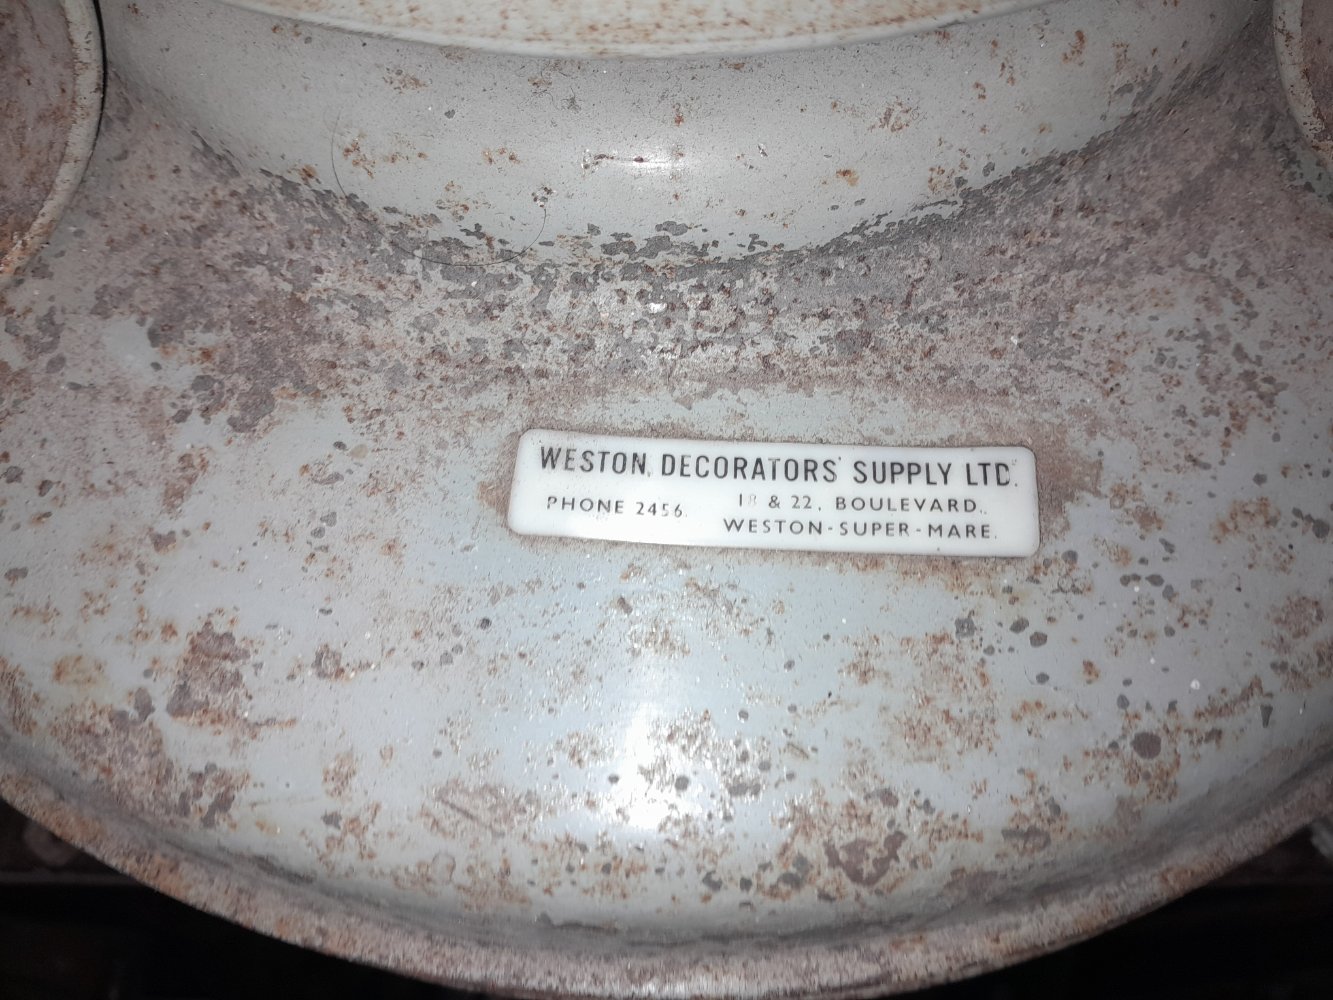 WESTON, DECORATORS' SUPPLY LTD.
PHONE 2456. 18 & 22, BOULEVARD,
WESTON-SUPER-MARE.